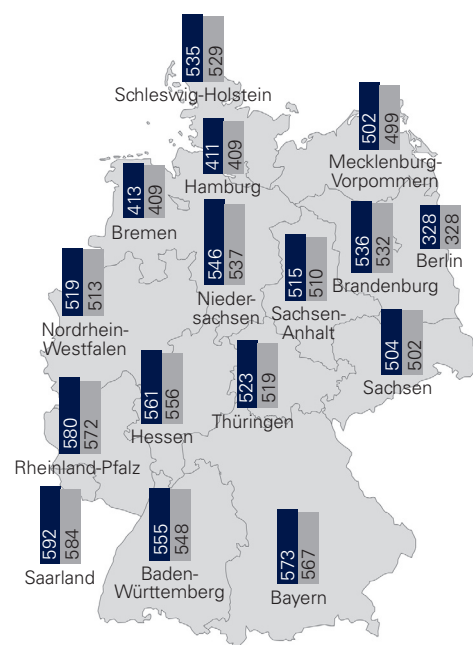 535
529
Schleswig-Holstein
502
499
Mecklenburg-
Vorpommern
411
409
Hamburg
413
409
Bremen
546
537
Nieder-
sachsen
515
510
Sachsen-
Anhalt
536
532
Brandenburg
328
328
Berlin
519
513
Nordrhein-
Westfalen
504
502
Sachsen
561
556
Hessen
523
519
Thüringen
580
572
Rheinland-Pfalz
592
584
Saarland
555
548
Baden-
Württemberg
573
567
Bayern